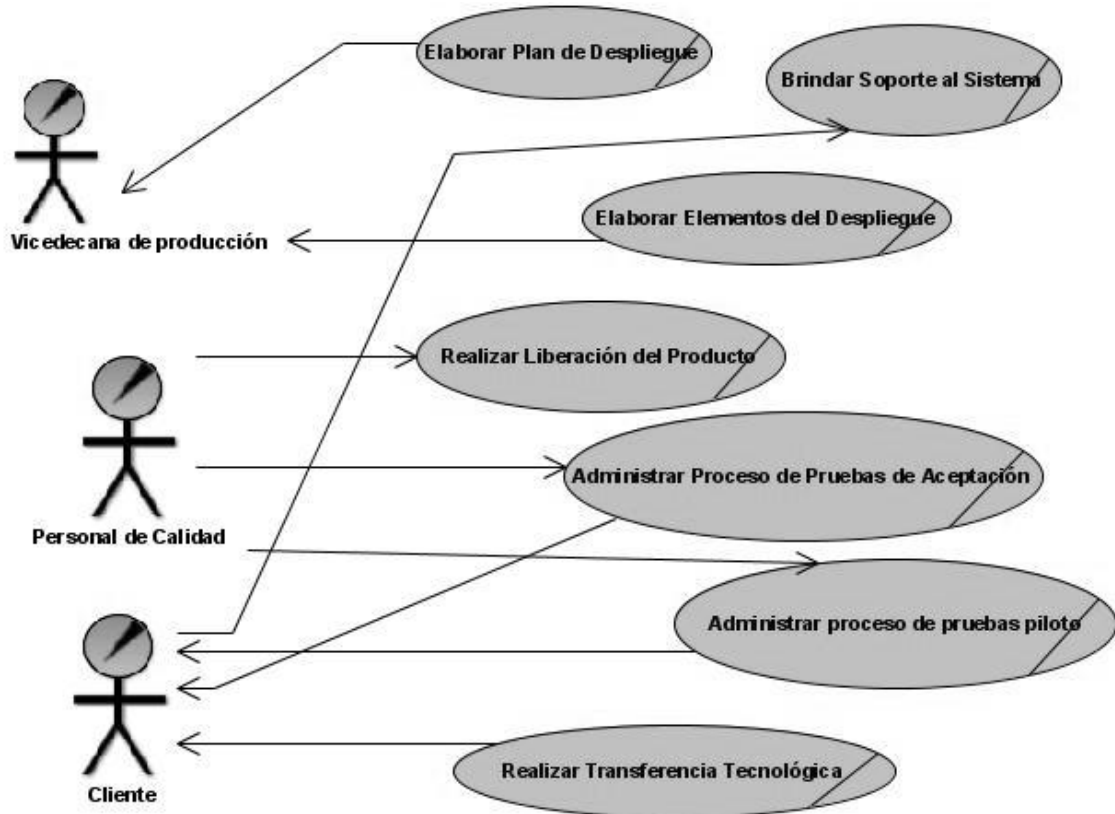 Elaborar Plan de Despliegue
Brindar Soporte al Sistema
Elaborar Elementos del Despliegue
Vicedecana de producción
Realizar Liberación del Producto
Administrar Proceso de Pruebas de Aceptación
Personal de Calidad
Administrar proceso de pruebas piloto
Realizar Transferencia Tecnológica
Cliente